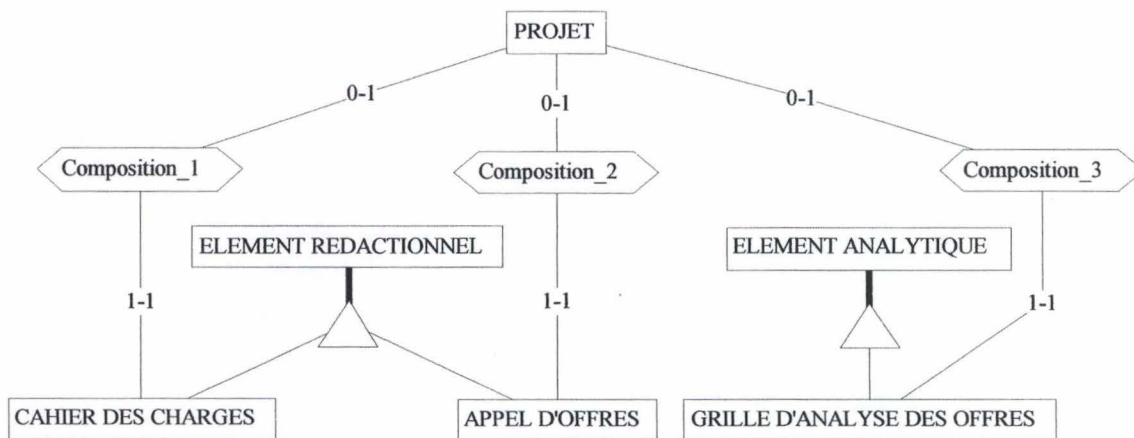 PROJET
0-1
0-1
0-1
Composition_1
Composition_2
Composition_3
ELEMENT REDACTIONNEL
ELEMENT ANALYTIQUE
1-1
1-1
1-1
CAHIER DES CHARGES
APPEL D'OFFRES
GRILLE D'ANALYSE DES OFFRES